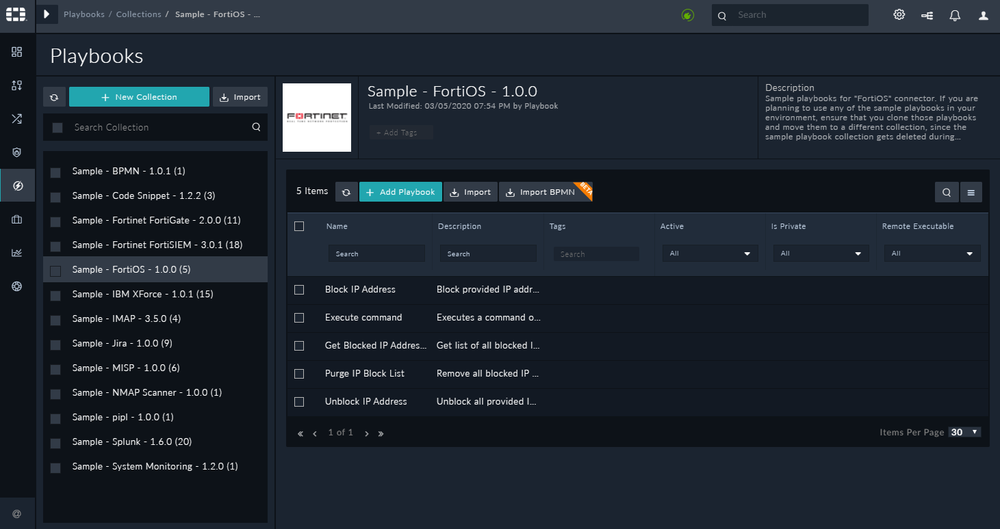 Playbooks / Collections / Sample - FortiOS - ...
Search
Playbooks
+ New Collection
Import
Search Collection
Sample - BPMN - 1.0.1 (1)
Sample - Code Snippet - 1.2.2 (3)
Sample - Fortinet FortiGate - 2.0.0 (11)
Sample - Fortinet FortiSIEM - 3.0.1 (18)
Sample - FortiOS - 1.0.0 (5)
Sample - IBM XForce - 1.0.1 (15)
Sample - IMAP - 3.5.0 (4)
Sample - Jira - 1.0.0 (9)
Sample - MISP - 1.0.0 (6)
Sample - NMAP Scanner - 1.0.0 (1)
Sample - pipl - 1.0.0 (1)
Sample - Splunk - 1.6.0 (20)
Sample - System Monitoring - 1.2.0 (1)
@
FORTINET
REAL TIME NETWORK PROTECTION
Sample - FortiOS - 1.0.0
Last Modified: 03/05/2020 07:54 PM by Playbook
+ Add Tags
Description
Sample playbooks for "FortiOS" connector. If you are
planning to use any of the sample playbooks in your
environment, ensure that you clone those playbooks
and move them to a different collection, since the
sample playbook collection gets deleted during...
5 Items + Add Playbook Import Import BPMN BETA
Name Description Tags Active Is Private Remote Executable
Search Search Search All All All
Block IP Address Block provided IP addr...
Execute command Executes a command o...
Get Blocked IP Addres... Get list of all blocked I...
Purge IP Block List Remove all blocked IP ...
Unblock IP Address Unblock all provided I...
« ‹ 1 of 1 › » Items Per Page 30